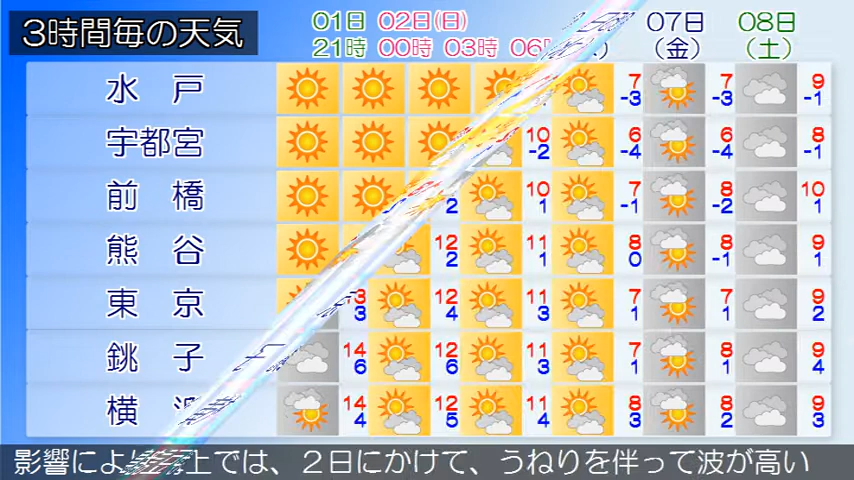 3時間毎の天気
01日 02日(日) 07日 08日
21時 00時 03時 06時 (金) (土)
水 戸 7 -3 7 -3 9 -1
宇都宮 10 -2 6 -4 6 -4 8 -1
前 橋 2 10 1 7 -1 8 -2 10 1
熊 谷 12 2 11 1 8 0 8 -1 9 1
東 京 3 3 12 4 11 3 7 1 7 1 9 2
銚 子 14 6 12 6 11 3 7 1 8 1 9 4
横 14 4 12 5 11 4 8 3 8 2 9 3
影響により 上では、２日にかけて、うねりを伴って波が高い